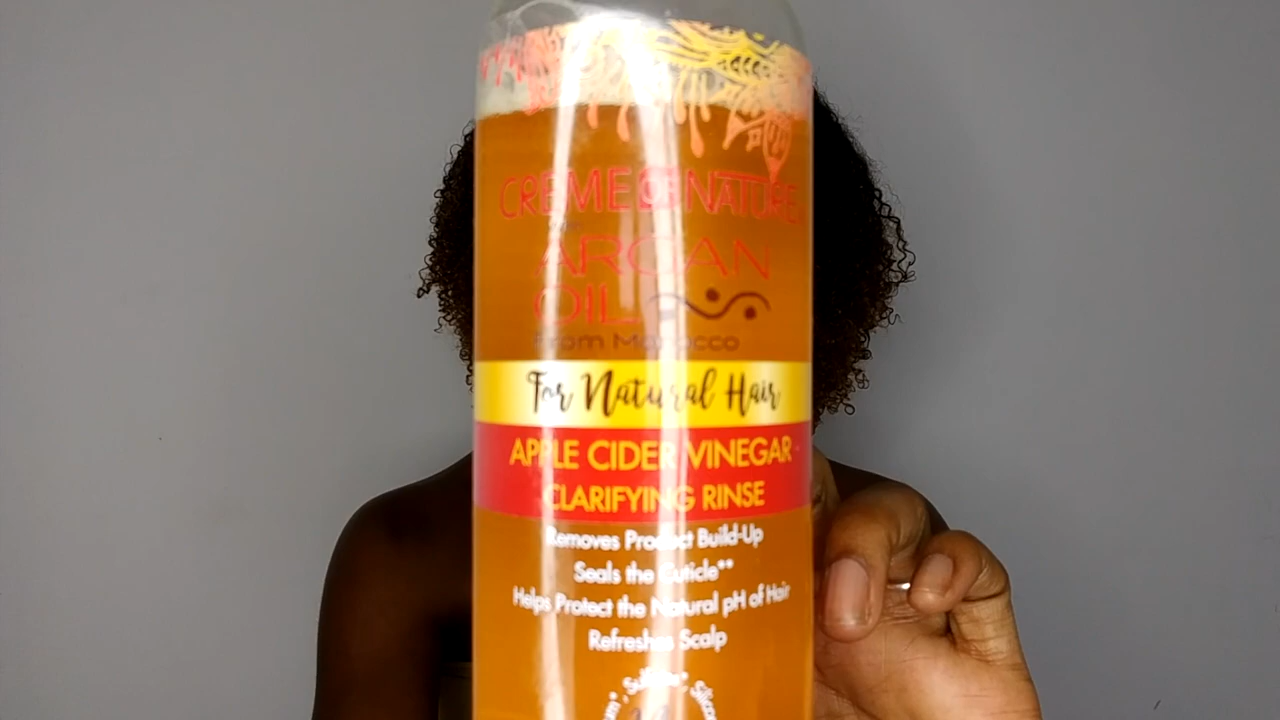 CREME OF NATURE
ARGAN
OIL
From Morocco
For Natural Hair
APPLE CIDER VINEGAR
CLARIFYING RINSE
Removes Product Build-Up
Seals the Cuticle**
Helps Protect the Natural pH of Hair
Refreshes Scalp